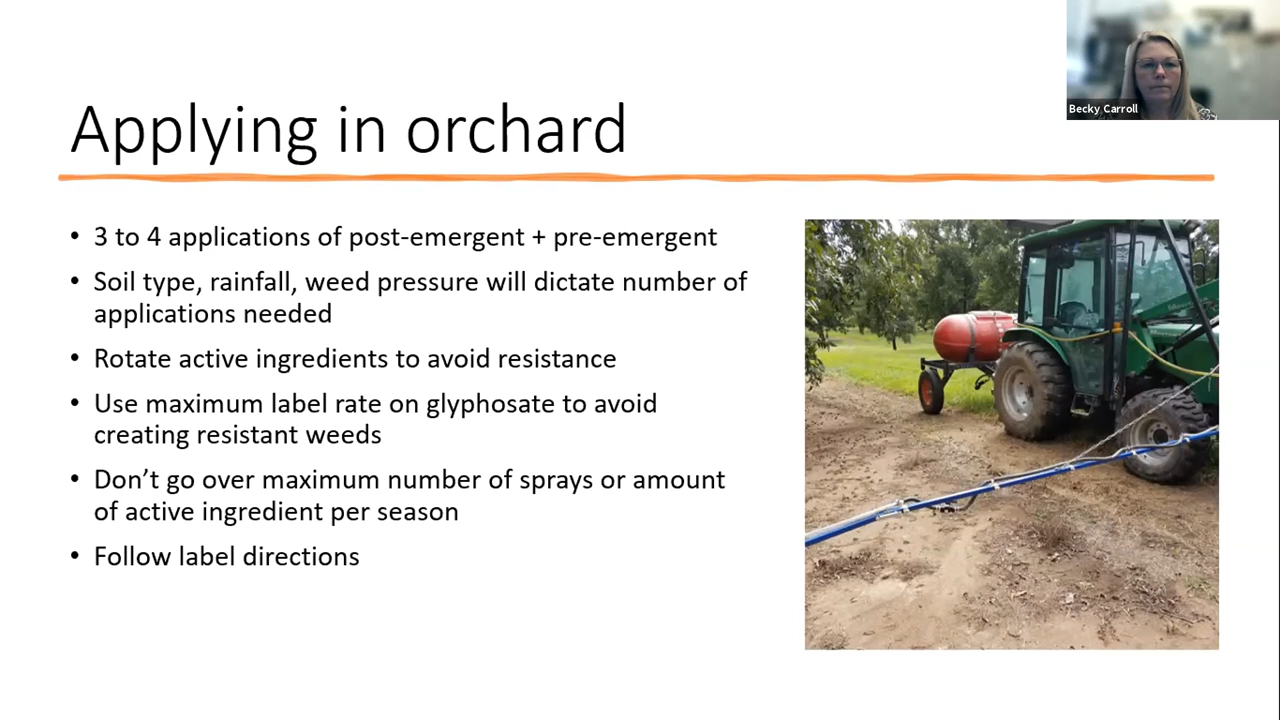 Becky Carroll
Applying in orchard
• 3 to 4 applications of post-emergent + pre-emergent
• Soil type, rainfall, weed pressure will dictate number of
applications needed
• Rotate active ingredients to avoid resistance
• Use maximum label rate on glyphosate to avoid
creating resistant weeds
• Don’t go over maximum number of sprays or amount
of active ingredient per season
• Follow label directions